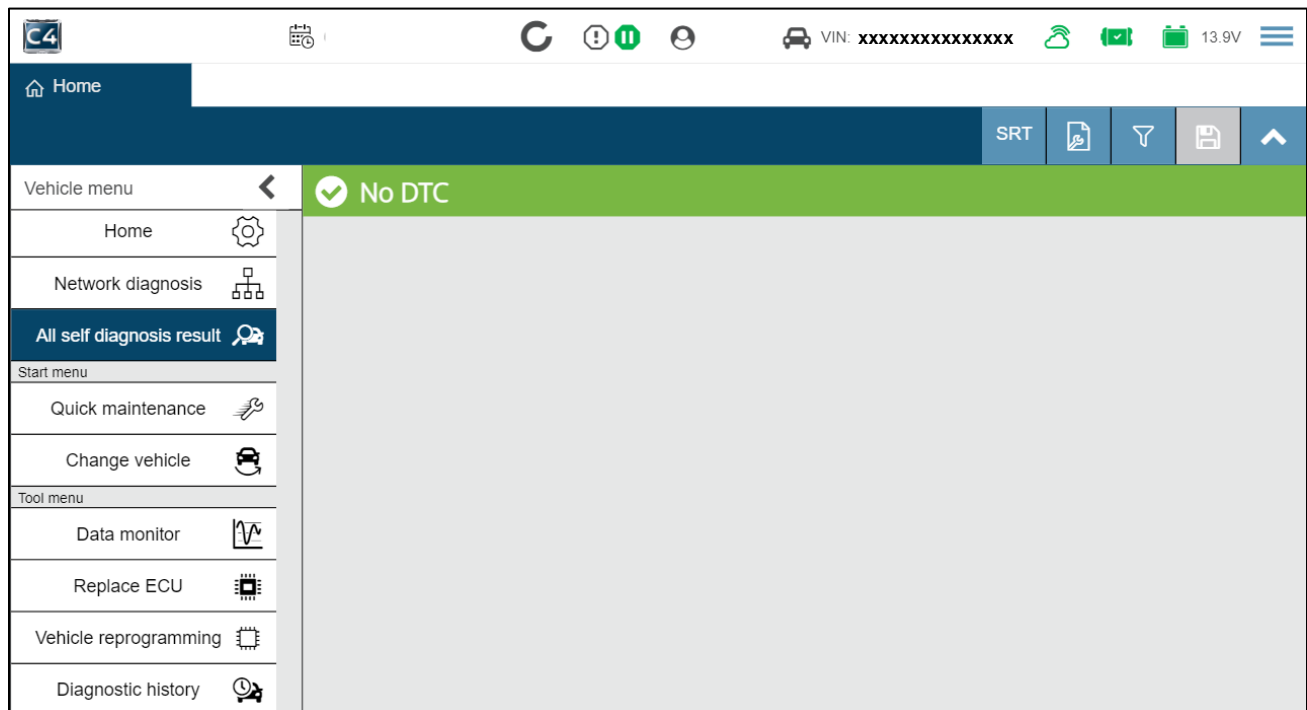 C4
VIN: xxxxxxxxxxxxxxx 13.9V
Home
SRT
Vehicle menu
No DTC
Home
Network diagnosis
All self diagnosis result
Start menu
Quick maintenance
Change vehicle
Tool menu
Data monitor
Replace ECU
Vehicle reprogramming
Diagnostic history